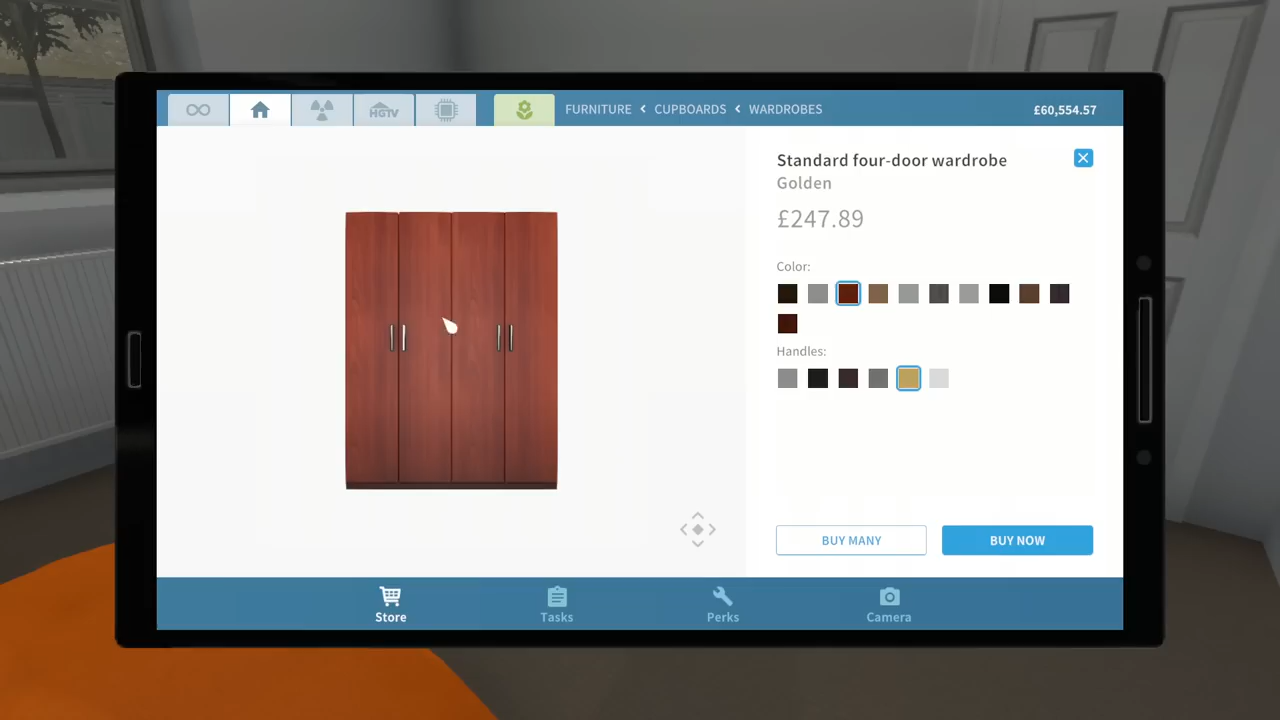 HGTV
FURNITURE < CUPBOARDS < WARDROBES
£60,554.57
Standard four-door wardrobe
Golden
£247.89
Color:
Handles:
BUY MANY
BUY NOW
Store
Tasks
Perks
Camera